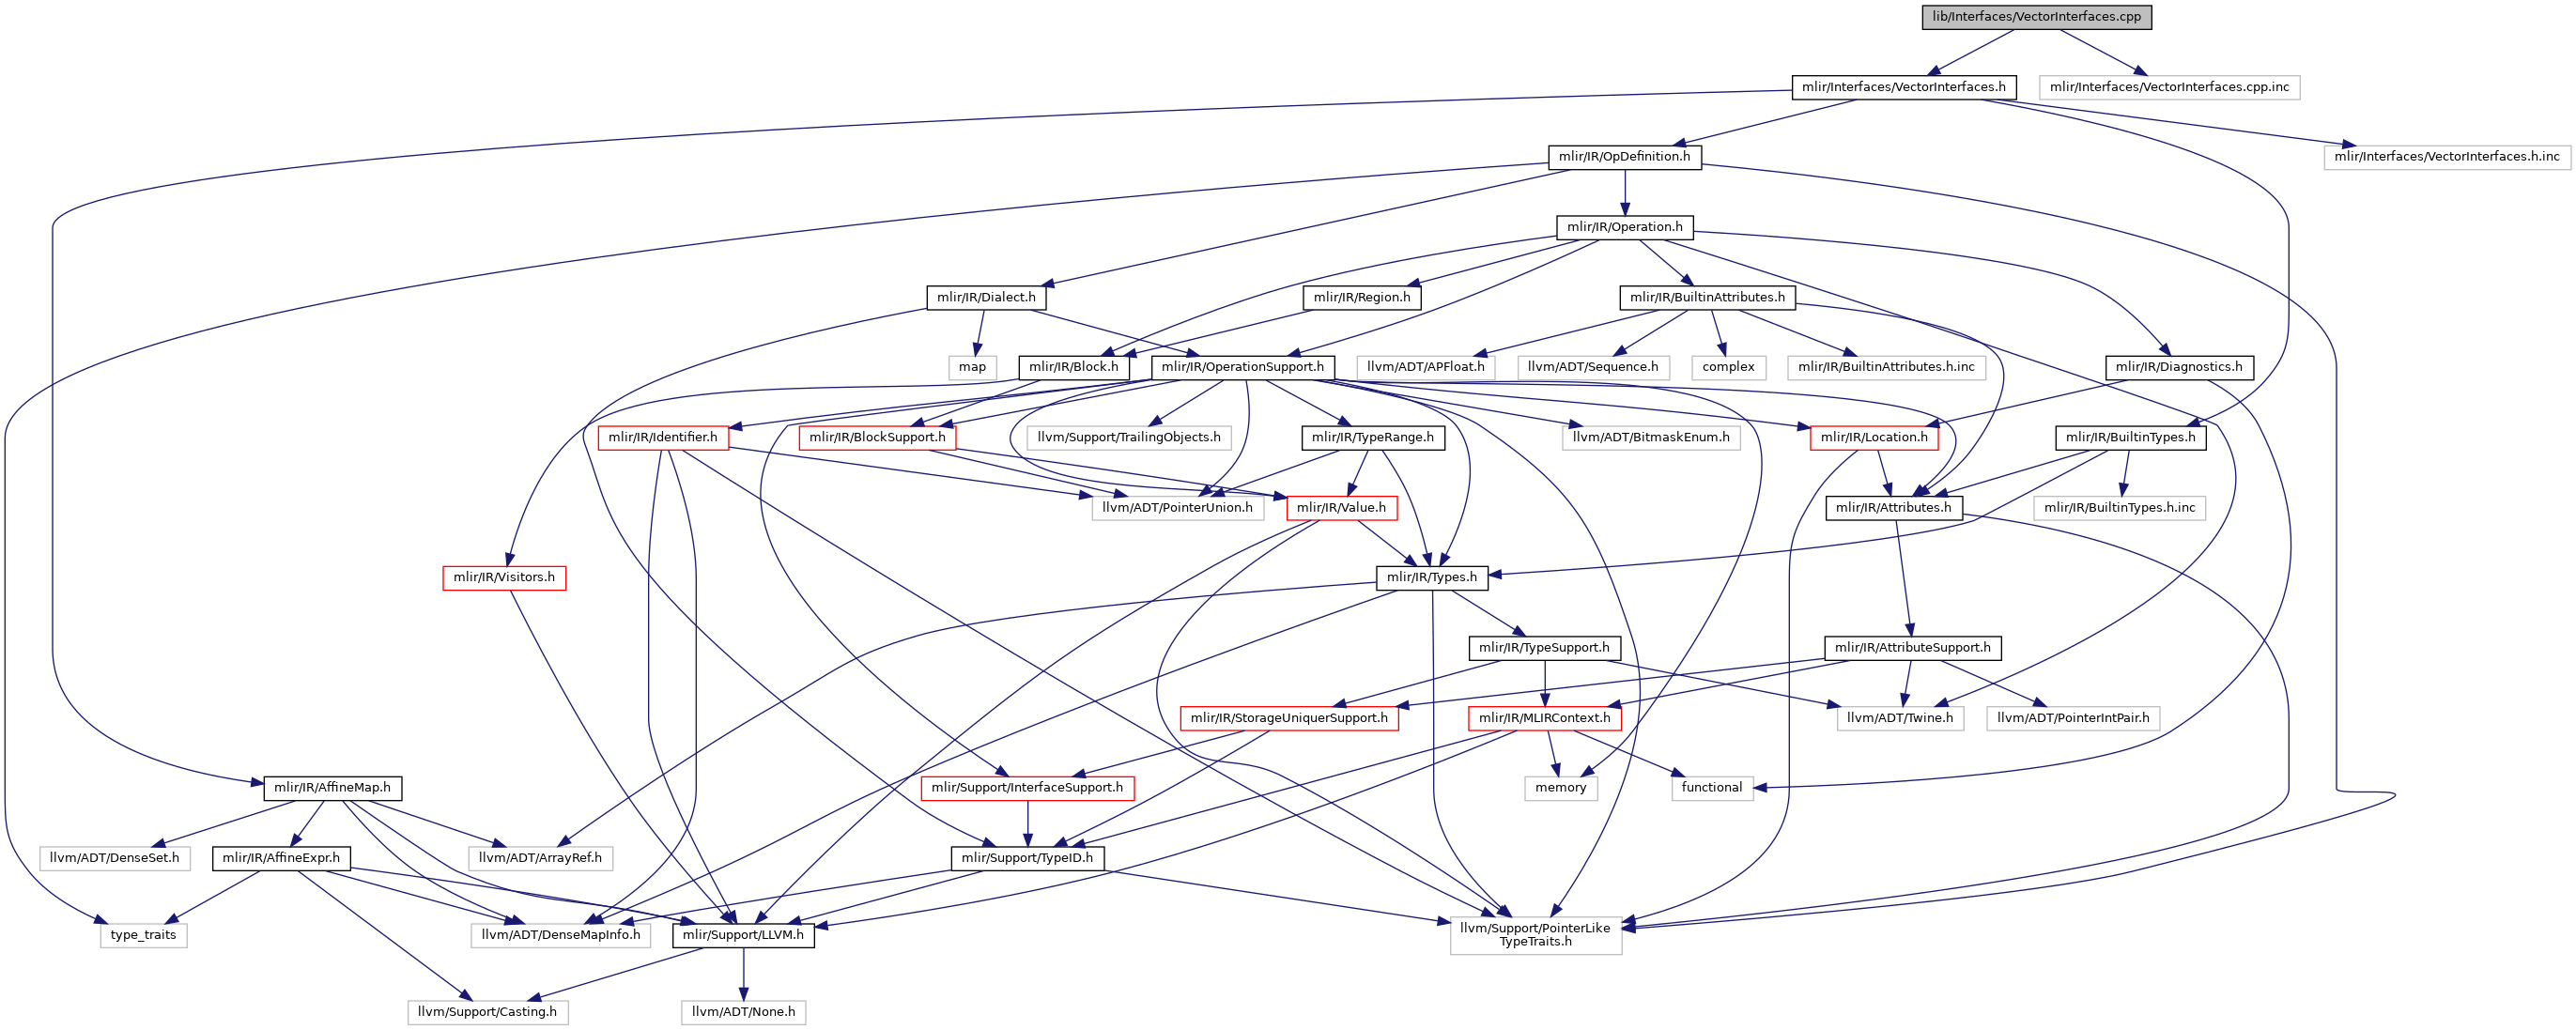 lib/Interfaces/VectorInterfaces.cpp
mlir/Interfaces/VectorInterfaces.h
mlir/Interfaces/VectorInterfaces.cpp.inc
mlir/IR/OpDefinition.h
mlir/Interfaces/VectorInterfaces.h.inc
mlir/IR/Operation.h
mlir/IR/Dialect.h
mlir/IR/Region.h
mlir/IR/BuiltinAttributes.h
map
mlir/IR/Block.h
mlir/IR/OperationSupport.h
llvm/ADT/APFloat.h
llvm/ADT/Sequence.h
complex
mlir/IR/BuiltinAttributes.h.inc
mlir/IR/Diagnostics.h
mlir/IR/Identifier.h
mlir/IR/BlockSupport.h
llvm/Support/TrailingObjects.h
mlir/IR/TypeRange.h
llvm/ADT/BitmaskEnum.h
mlir/IR/Location.h
mlir/IR/BuiltinTypes.h
llvm/ADT/PointerUnion.h
mlir/IR/Value.h
mlir/IR/Attributes.h
mlir/IR/BuiltinTypes.h.inc
mlir/IR/Visitors.h
mlir/IR/Types.h
mlir/IR/TypeSupport.h
mlir/IR/AttributeSupport.h
mlir/IR/StorageUniquerSupport.h
mlir/IR/MLIRContext.h
llvm/ADT/Twine.h
llvm/ADT/PointerIntPair.h
mlir/IR/AffineMap.h
mlir/Support/InterfaceSupport.h
memory
functional
llvm/ADT/DenseSet.h
mlir/IR/AffineExpr.h
llvm/ADT/ArrayRef.h
mlir/Support/TypeID.h
type_traits
llvm/ADT/DenseMapInfo.h
mlir/Support/LLVM.h
llvm/Support/PointerLike
TypeTraits.h
llvm/Support/Casting.h
llvm/ADT/None.h